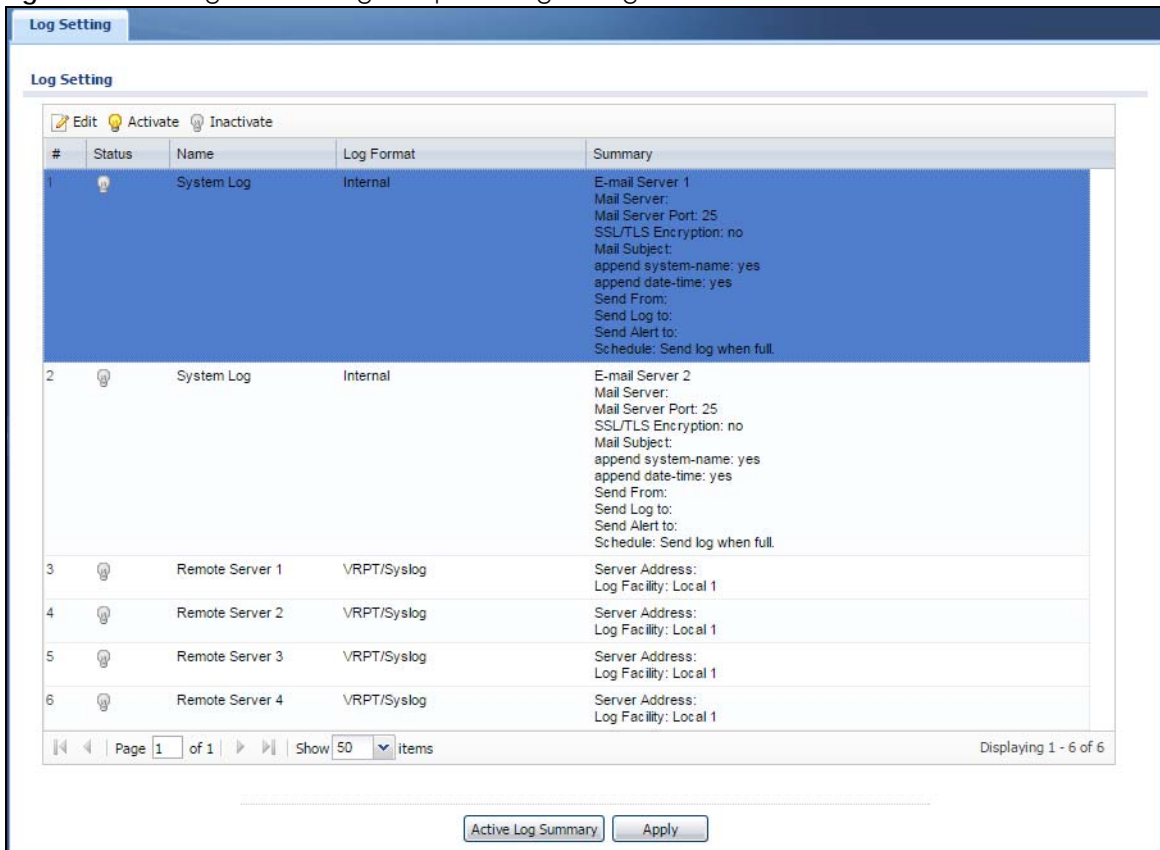 Log Setting
Log Setting
Edit Activate Inactivate
# Status Name Log Format Summary
1 System Log Internal E-mail Server 1
Mail Server:
Mail Server Port: 25
SSL/TLS Encryption: no
Mail Subject:
append system-name: yes
append date-time: yes
Send From:
Send Log to:
Send Alert to:
Schedule: Send log when full.
2 System Log Internal E-mail Server 2
Mail Server:
Mail Server Port: 25
SSL/TLS Encryption: no
Mail Subject:
append system-name: yes
append date-time: yes
Send From:
Send Log to:
Send Alert to:
Schedule: Send log when full.
3 Remote Server 1 VRPT/Syslog Server Address:
Log Facility: Local 1
4 Remote Server 2 VRPT/Syslog Server Address:
Log Facility: Local 1
5 Remote Server 3 VRPT/Syslog Server Address:
Log Facility: Local 1
6 Remote Server 4 VRPT/Syslog Server Address:
Log Facility: Local 1
Page 1 of 1 Show 50 items Displaying 1 - 6 of 6
Active Log Summary Apply